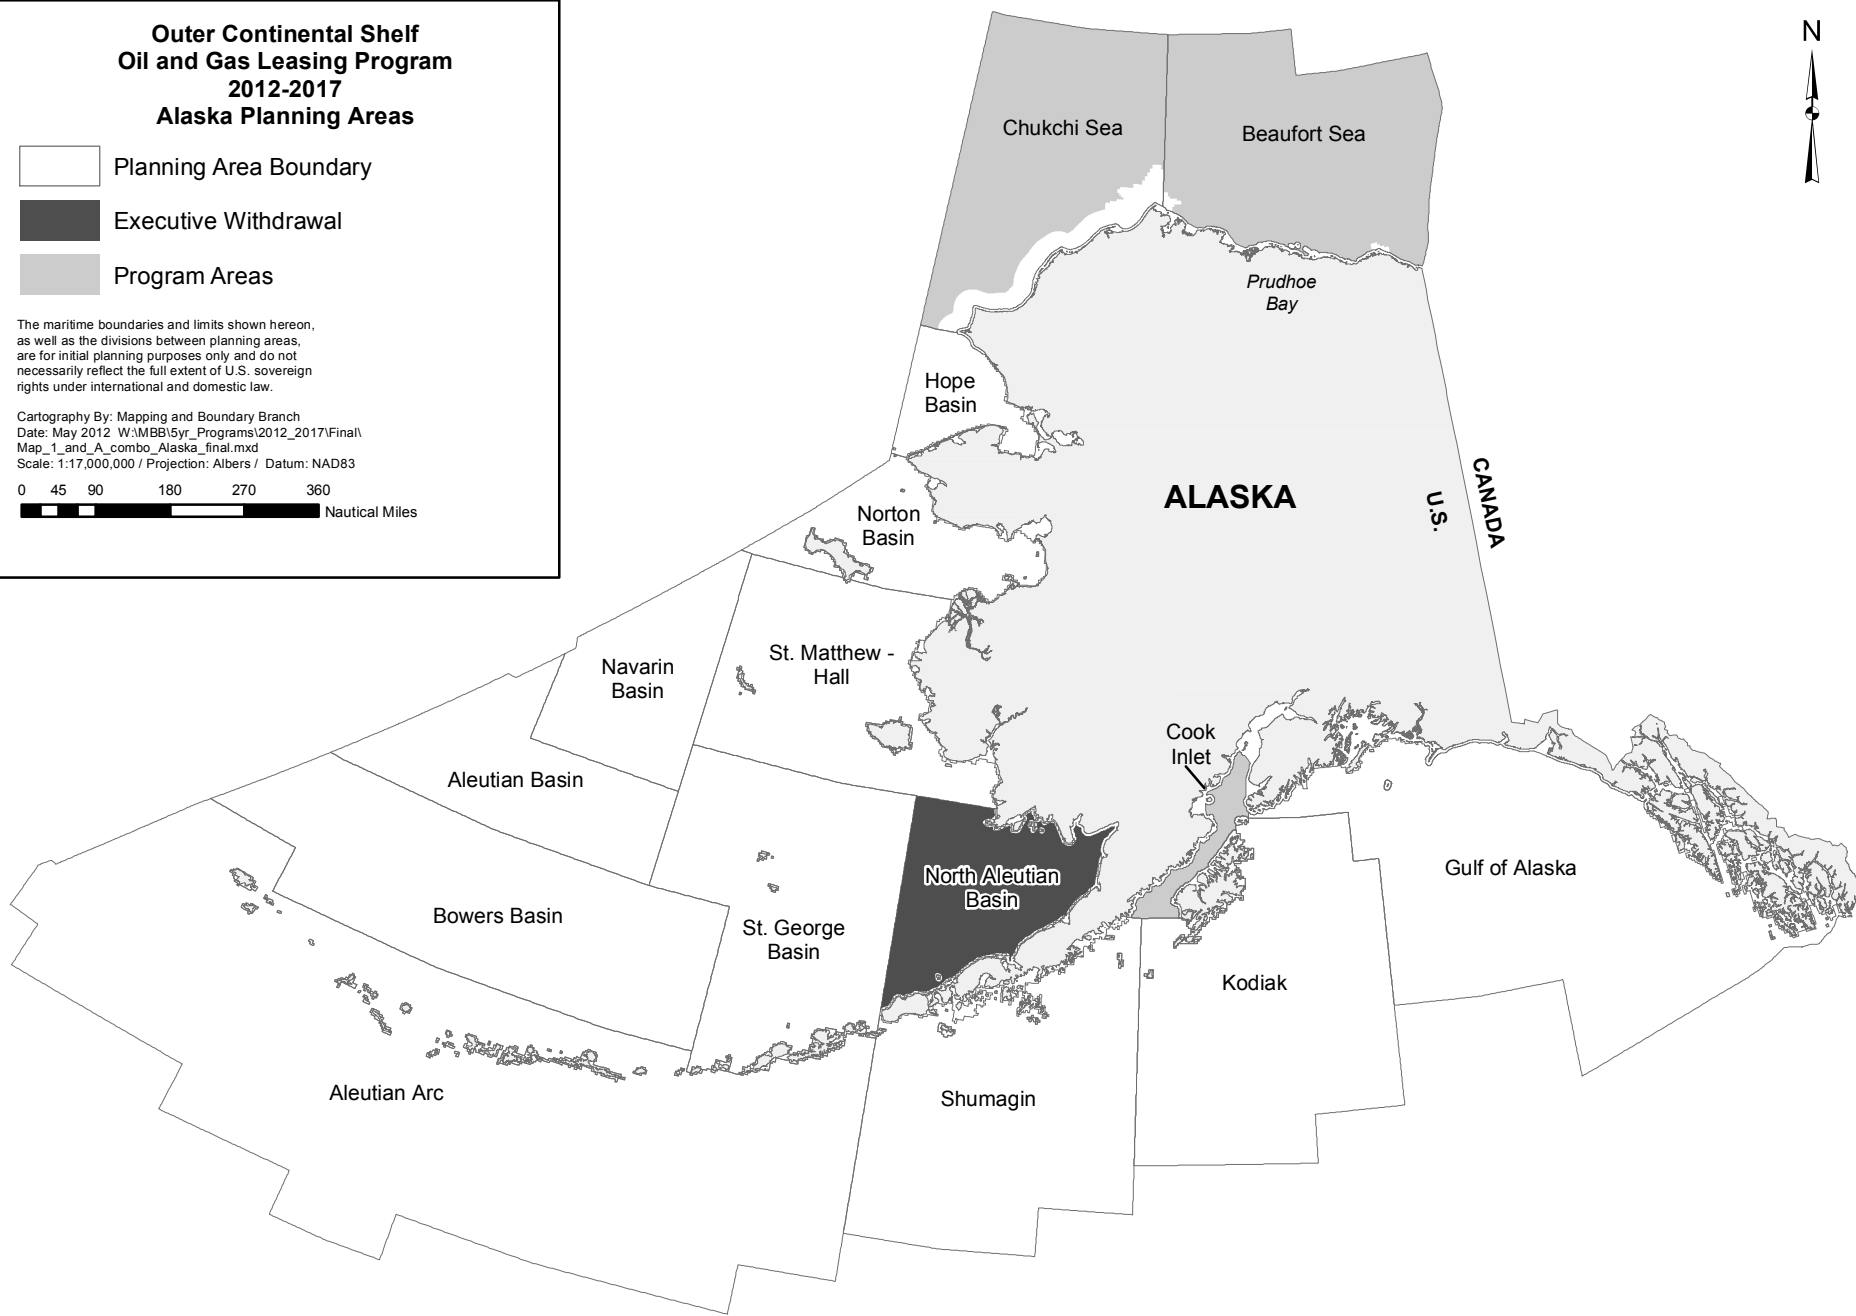 Outer Continental Shelf
Oil and Gas Leasing Program
2012-2017
Alaska Planning Areas
Planning Area Boundary
Executive Withdrawal
Program Areas
The maritime boundaries and limits shown hereon,
as well as the divisions between planning areas,
are for initial planning purposes only and do not
necessarily reflect the full extent of U.S. sovereign
rights under international and domestic law.
Cartography By: Mapping and Boundary Branch
Date: May 2012 W:\MBB\5yr_Programs\2012_2017\Final\
Map_1_and_A_combo_Alaska_final.mxd
Scale: 1:17,000,000 / Projection: Albers / Datum: NAD83
0 45 90 180 270 360
Nautical Miles
N
Chukchi Sea
Beaufort Sea
Prudhoe
Bay
Hope
Basin
ALASKA
U.S.
CANADA
Norton
Basin
St. Matthew -
Hall
Navarin
Basin
Cook
Inlet
Aleutian Basin
North Aleutian
Basin
Gulf of Alaska
Bowers Basin
St. George
Basin
Kodiak
Aleutian Arc
Shumagin